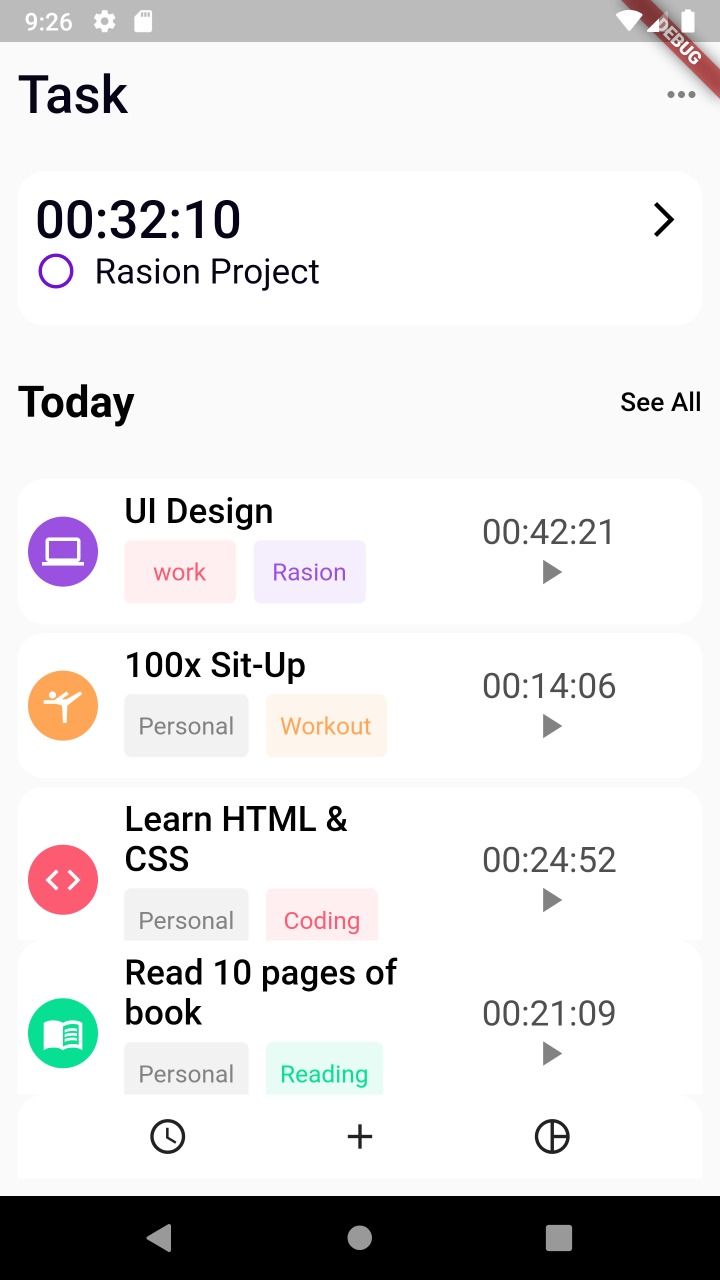 9:26
DEBUG
Task
00:32:10
Rasion Project
Today
See All
UI Design
00:42:21
work
Rasion
100x Sit-Up
00:14:06
Personal
Workout
Learn HTML &
CSS
00:24:52
Personal
Coding
Read 10 pages of
book
00:21:09
Personal
Reading